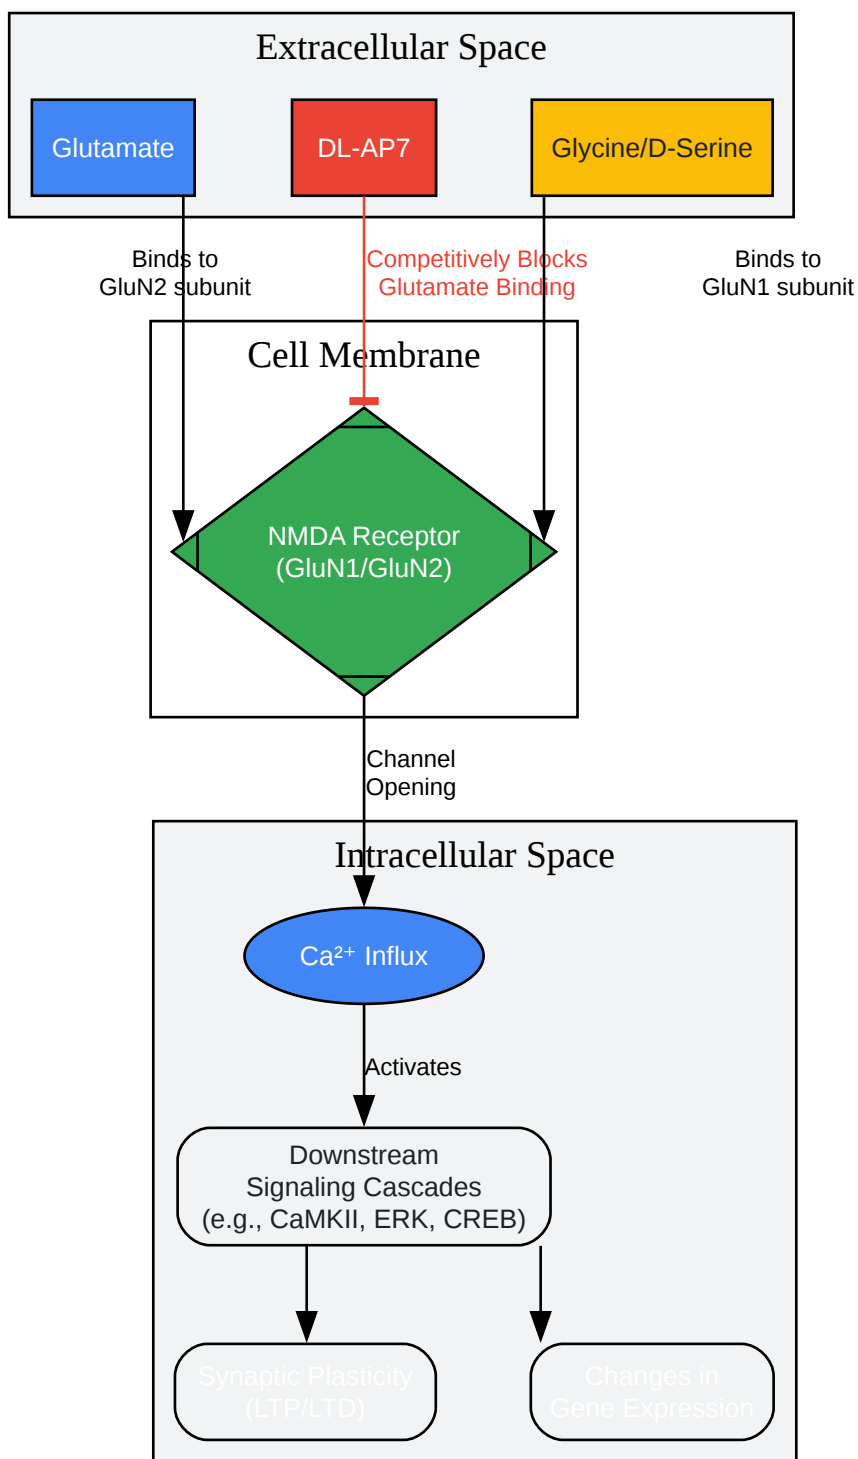 Extracellular Space
Glutamate
DL-AP7
Glycine/D-Serine
Binds to
GluN2 subunit
Competitively Blocks
Glutamate Binding
Binds to
GluN1 subunit
Cell Membrane
NMDA Receptor
(GluN1/GluN2)
Channel
Opening
Intracellular Space
Ca²⁺ Influx
Activates
Downstream
Signaling Cascades
(e.g., CaMKII, ERK, CREB)
Synaptic Plasticity
(LTP/LTD)
Changes in
Gene Expression